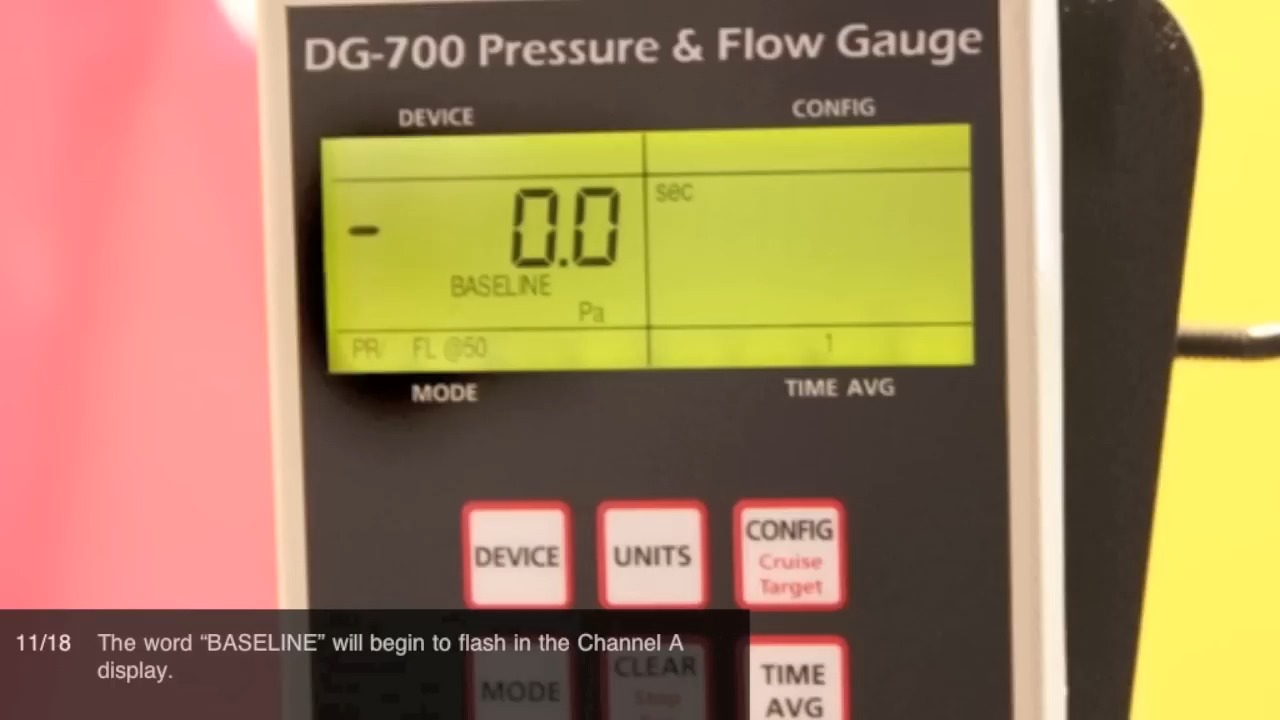 DG-700 Pressure & Flow Gauge
DEVICE CONFIG
- 0.0 sec
BASELINE
Pa
PR/ FL @50 1
MODE TIME AVG
DEVICE UNITS CONFIG
Cruise
Target
11/18 The word “BASELINE” will begin to flash in the Channel A
display.
MODE CLEAR TIME
AVG
Stop